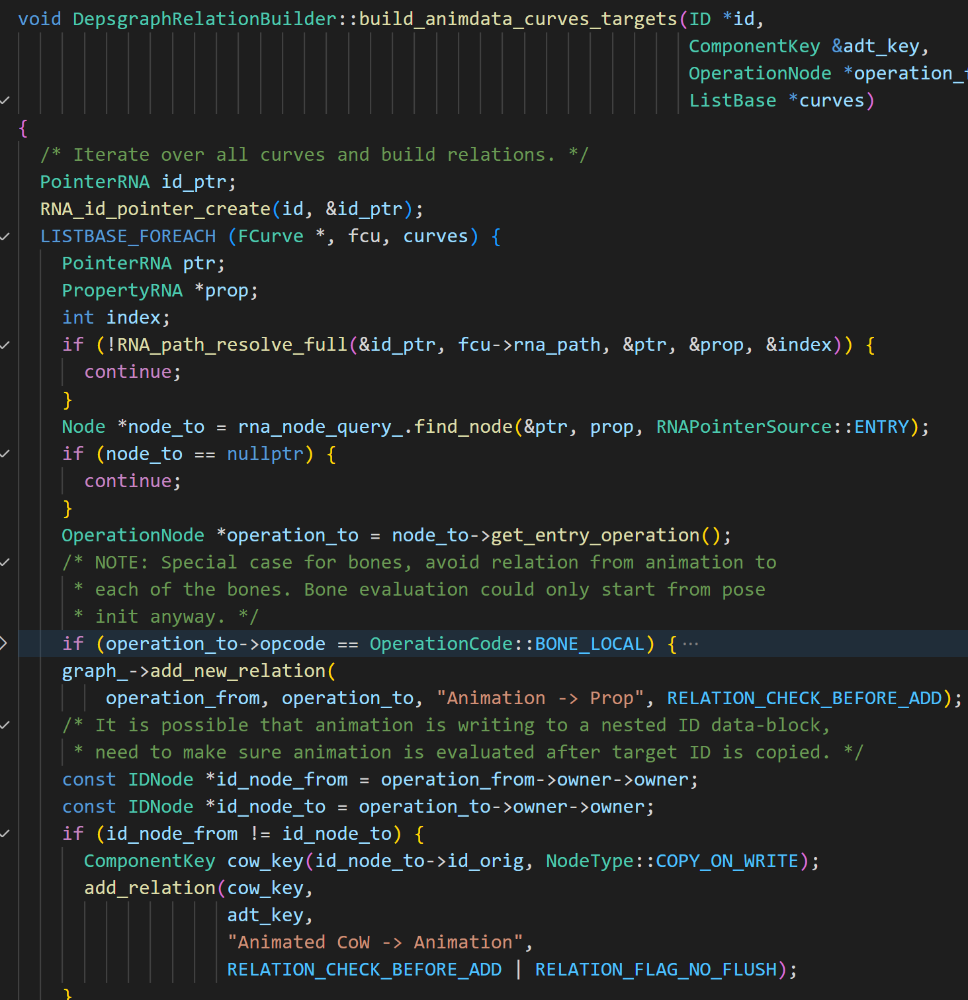 void DepsgraphRelationBuilder::build_animdata_curves_targets(ID *id,
ComponentKey &adt_key,
OperationNode *operation_
ListBase *curves)
{
/* Iterate over all curves and build relations. */
PointerRNA id_ptr;
RNA_id_pointer_create(id, &id_ptr);
LISTBASE_FOREACH (FCurve *, fcu, curves) {
PointerRNA ptr;
PropertyRNA *prop;
int index;
if (!RNA_path_resolve_full(&id_ptr, fcu->rna_path, &ptr, &prop, &index)) {
continue;
}
Node *node_to = rna_node_query_.find_node(&ptr, prop, RNAPointerSource::ENTRY);
if (node_to == nullptr) {
continue;
}
OperationNode *operation_to = node_to->get_entry_operation();
/* NOTE: Special case for bones, avoid relation from animation to
* each of the bones. Bone evaluation could only start from pose
* init anyway. */
if (operation_to->opcode == OperationCode::BONE_LOCAL) {···
graph_->add_new_relation(
operation_from, operation_to, "Animation -> Prop", RELATION_CHECK_BEFORE_ADD);
/* It is possible that animation is writing to a nested ID data-block,
* need to make sure animation is evaluated after target ID is copied. */
const IDNode *id_node_from = operation_from->owner->owner;
const IDNode *id_node_to = operation_to->owner->owner;
if (id_node_from != id_node_to) {
ComponentKey cow_key(id_node_to->id_orig, NodeType::COPY_ON_WRITE);
add_relation(cow_key,
adt_key,
"Animated CoW -> Animation",
RELATION_CHECK_BEFORE_ADD | RELATION_FLAG_NO_FLUSH);
}